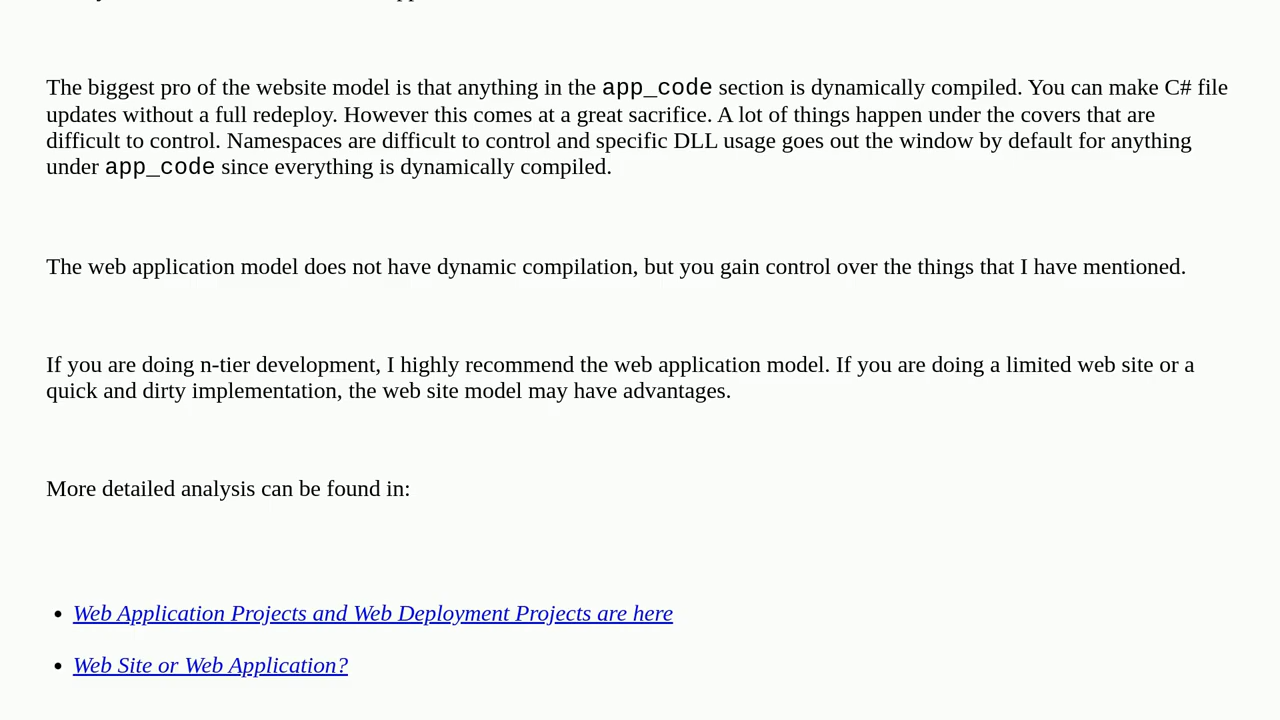 The biggest pro of the website model is that anything in the app_code section is dynamically compiled. You can make C# file
updates without a full redeploy. However this comes at a great sacrifice. A lot of things happen under the covers that are
difficult to control. Namespaces are difficult to control and specific DLL usage goes out the window by default for anything
under app_code since everything is dynamically compiled.
The web application model does not have dynamic compilation, but you gain control over the things that I have mentioned.
If you are doing n-tier development, I highly recommend the web application model. If you are doing a limited web site or a
quick and dirty implementation, the web site model may have advantages.
More detailed analysis can be found in:
• Web Application Projects and Web Deployment Projects are here
• Web Site or Web Application?